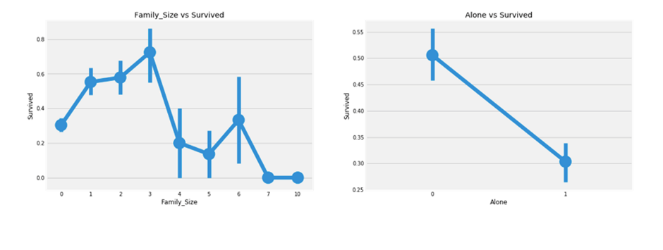 Family_Size vs Survived
Survived
0.8
0.6
0.4
0.2
0.0
0 1 2 3 4 5 6 7 10
Family_Size
Alone vs Survived
Survived
0.55
0.50
0.45
0.40
0.35
0.30
0.25
0 1
Alone